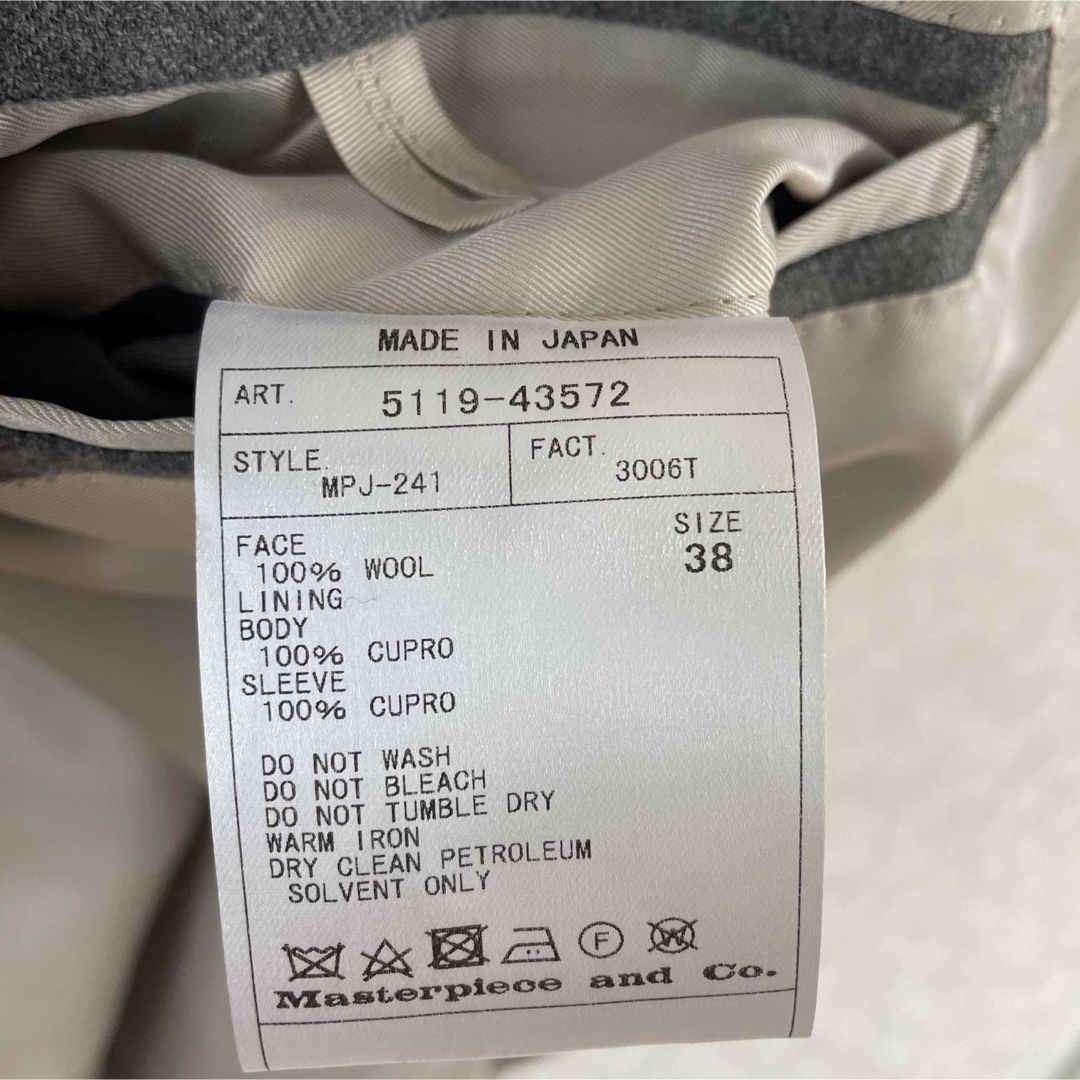 MADE IN JAPAN
ART. 5119-43572
STYLE. MPJ-241
FACT. 3006T
SIZE
38
FACE
100% WOOL
LINING
BODY
100% CUPRO
SLEEVE
100% CUPRO
DO NOT WASH
DO NOT BLEACH
DO NOT TUMBLE DRY
WARM IRON
DRY CLEAN PETROLEUM
SOLVENT ONLY
F W
Masterpiece and Co.